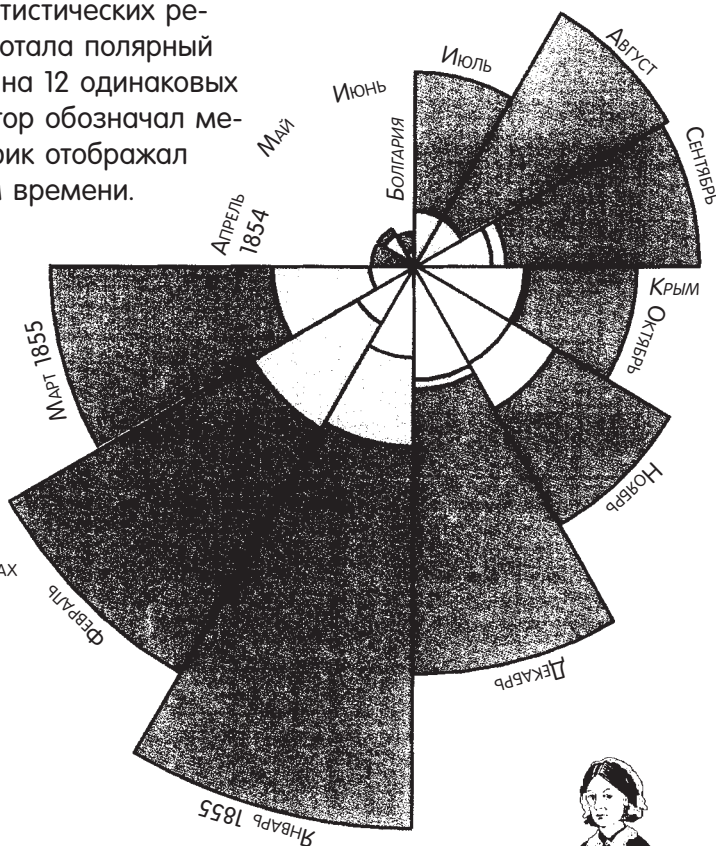 тистических ре-
отала полярный
на 12 одинаковых
тор обозначал ме-
рик отображал
времени.
Апрель
1854
Май
Июнь
Болгария
Июль
Август
Сентябрь
Крым
Октябрь
Ноябрь
Декабрь
Январь 1855
Февраль
Март 1855
ах